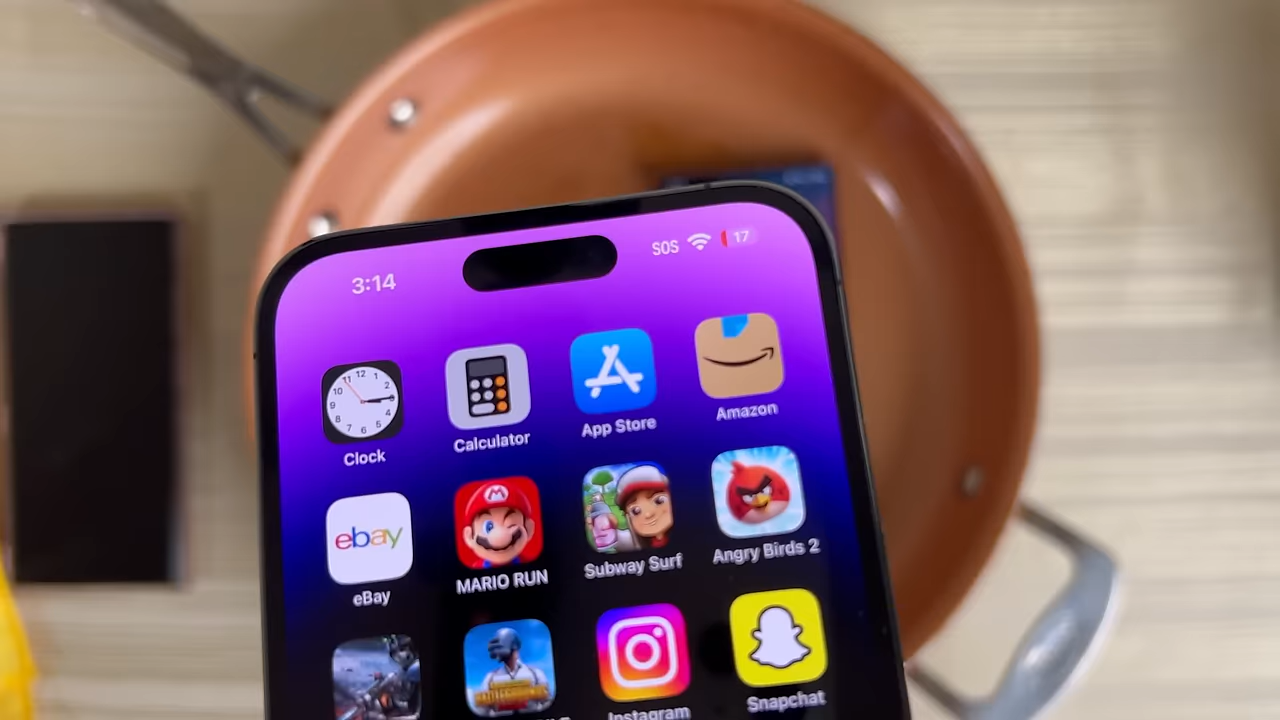 3:14
SOS
17
Clock
Calculator
App Store
Amazon
ebay
eBay
MARIO RUN
Subway Surf
Angry Birds 2
Instagram
Snapchat